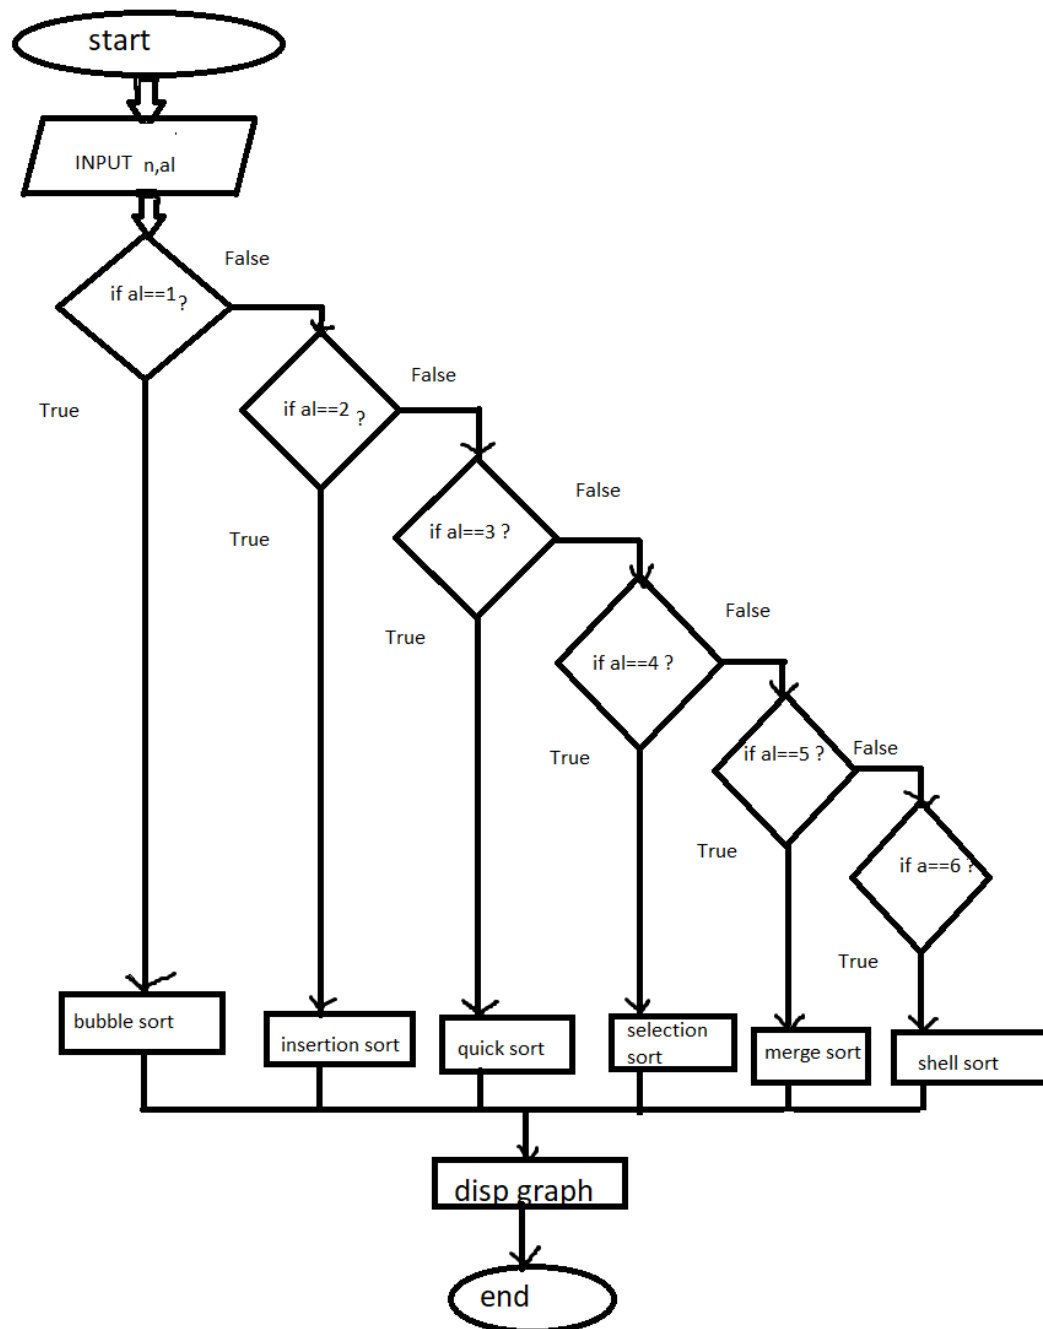 start
INPUT n,al
False
if al==1 ?
True
False
if al==2 ?
True
False
if al==3 ?
True
False
if al==4 ?
True
False
if al==5 ?
True
if a==6 ?
True
bubble sort
insertion sort
quick sort
selection
sort
merge sort
shell sort
disp graph
end